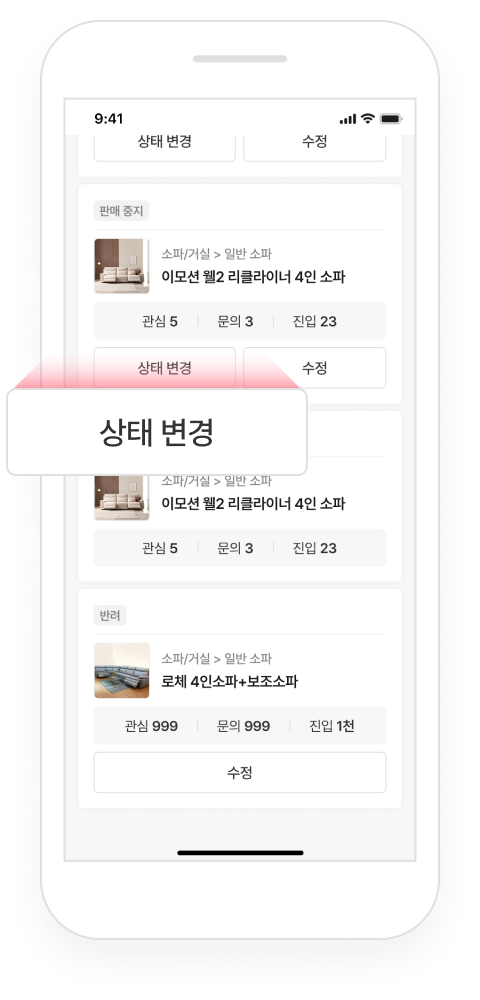 9:41
상태 변경 수정
판매 중지
소파/거실 > 일반 소파
이모션 웰2 리클라이너 4인 소파
관심 5 문의 3 진입 23
상태 변경 수정
상태 변경
소파/거실 > 일반 소파
이모션 웰2 리클라이너 4인 소파
관심 5 문의 3 진입 23
반려
소파/거실 > 일반 소파
로체 4인소파+보조소파
관심 999 문의 999 진입 1천
수정